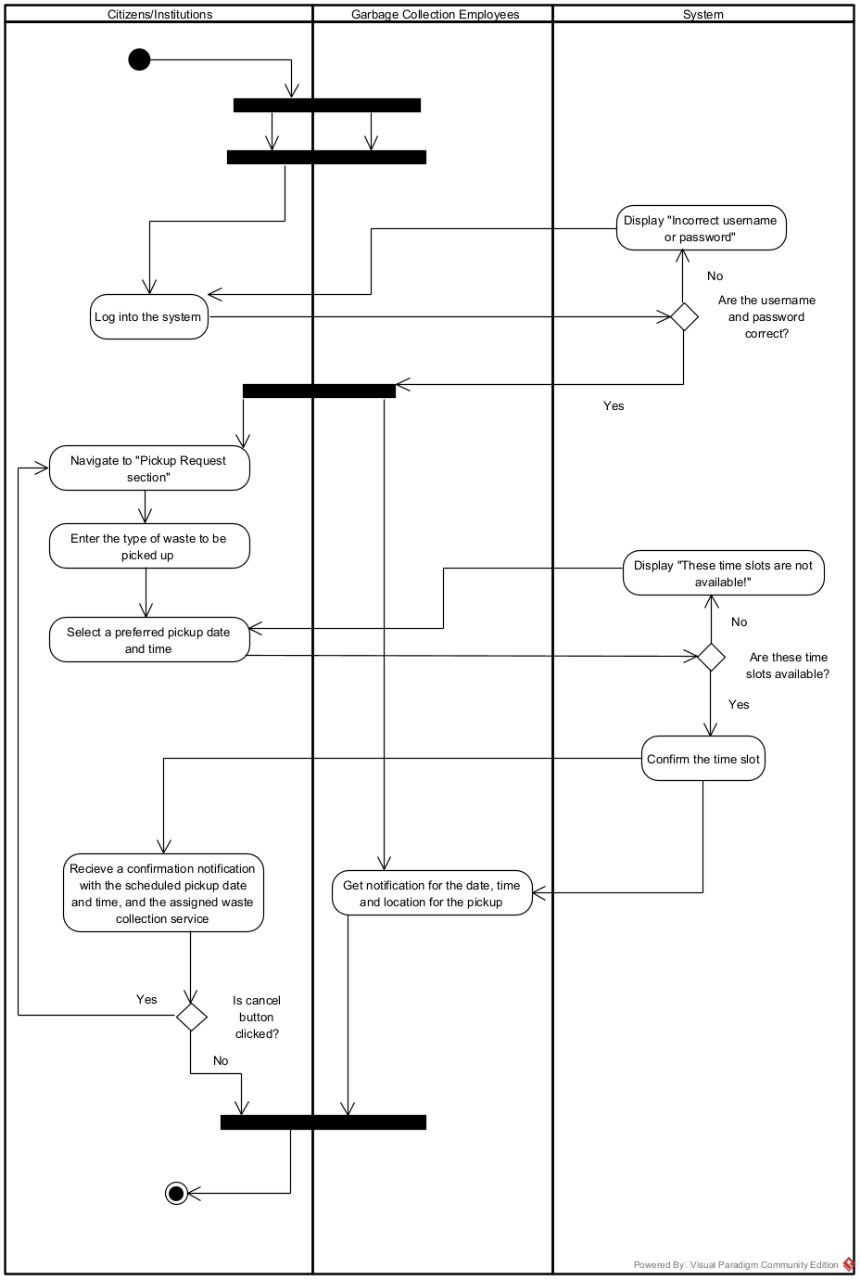 Citizens/Institutions
Garbage Collection Employees
System
Display "Incorrect username
or password"
No
Are the username
and password
correct?
Log into the system
Yes
Navigate to "Pickup Request
section"
Enter the type of waste to be
picked up
Display "These time slots are not
available!"
No
Select a preferred pickup date
and time
Are these time
slots available?
Yes
Confirm the time slot
Recieve a confirmation notification
with the scheduled pickup date
and time, and the assigned waste
collection service
Get notification for the date, time
and location for the pickup
Yes
Is cancel
button
clicked?
No
Powered By: Visual Paradigm Community Edition